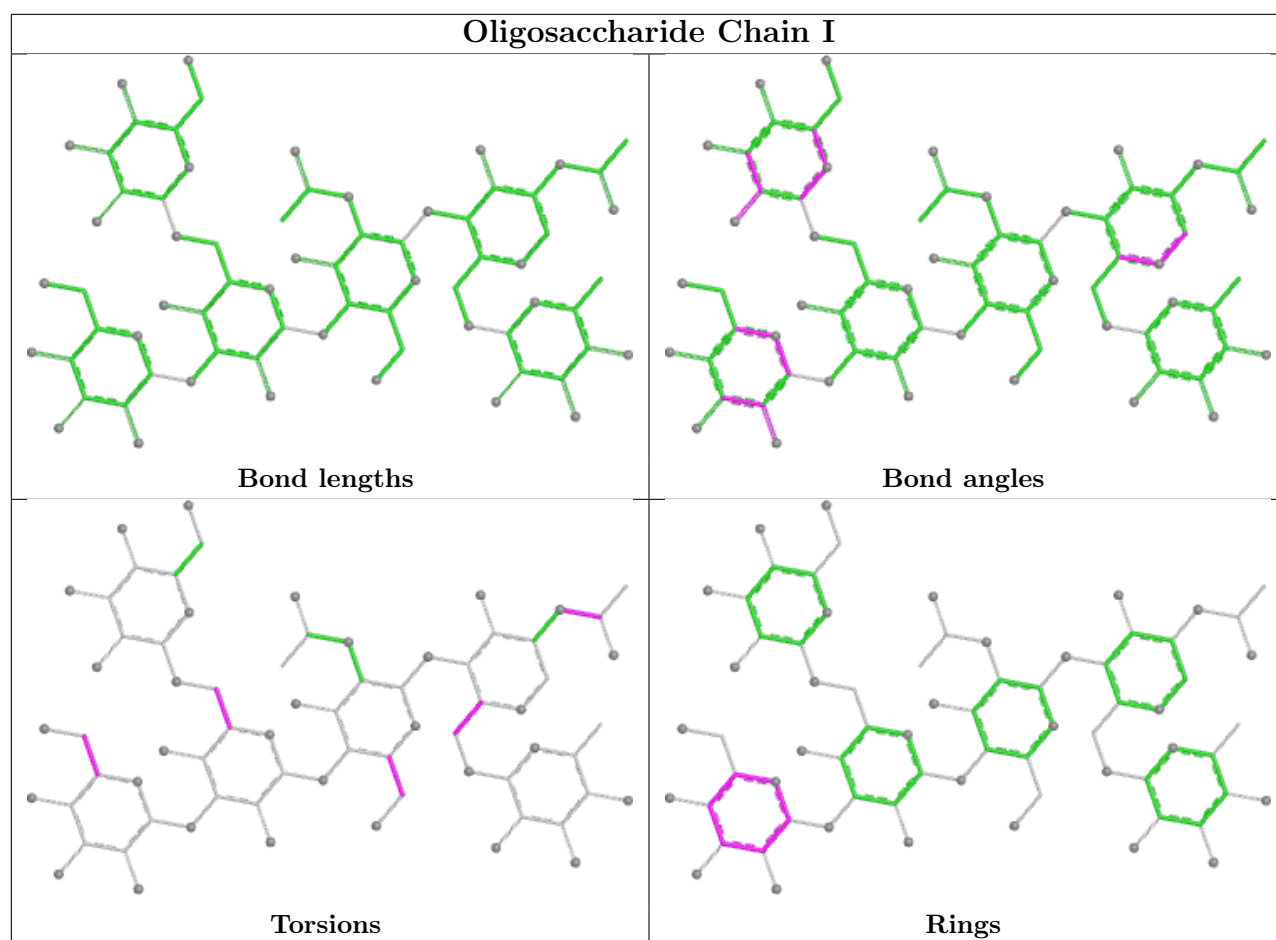 Oligosaccharide Chain I
Bond lengths
Bond angles
Torsions
Rings